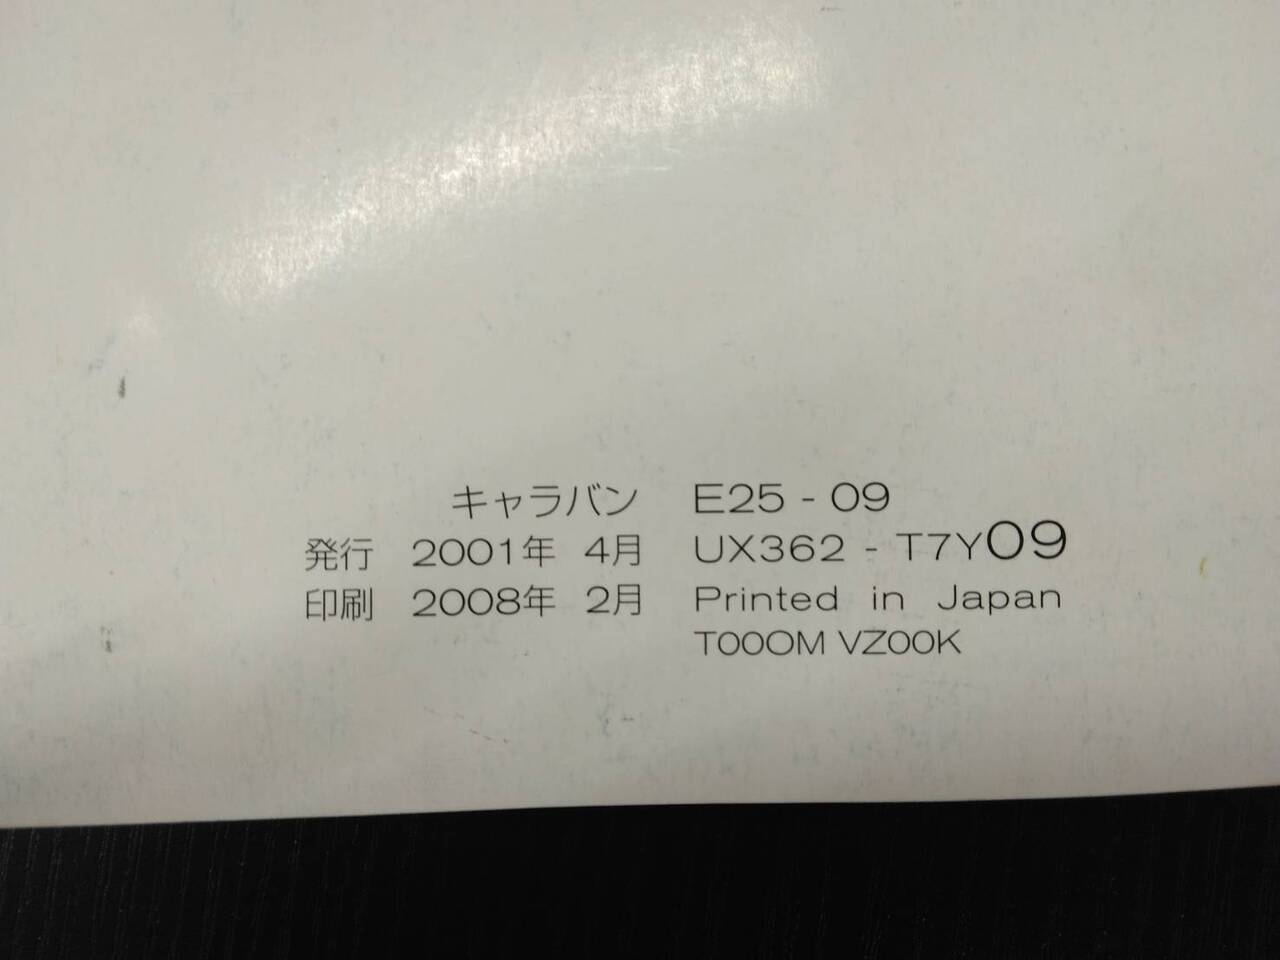 キャラバン E25 - 09
発行 2001年 4月 UX362 - T7Y09
印刷 2008年 2月 Printed in Japan
T000M VZ00K